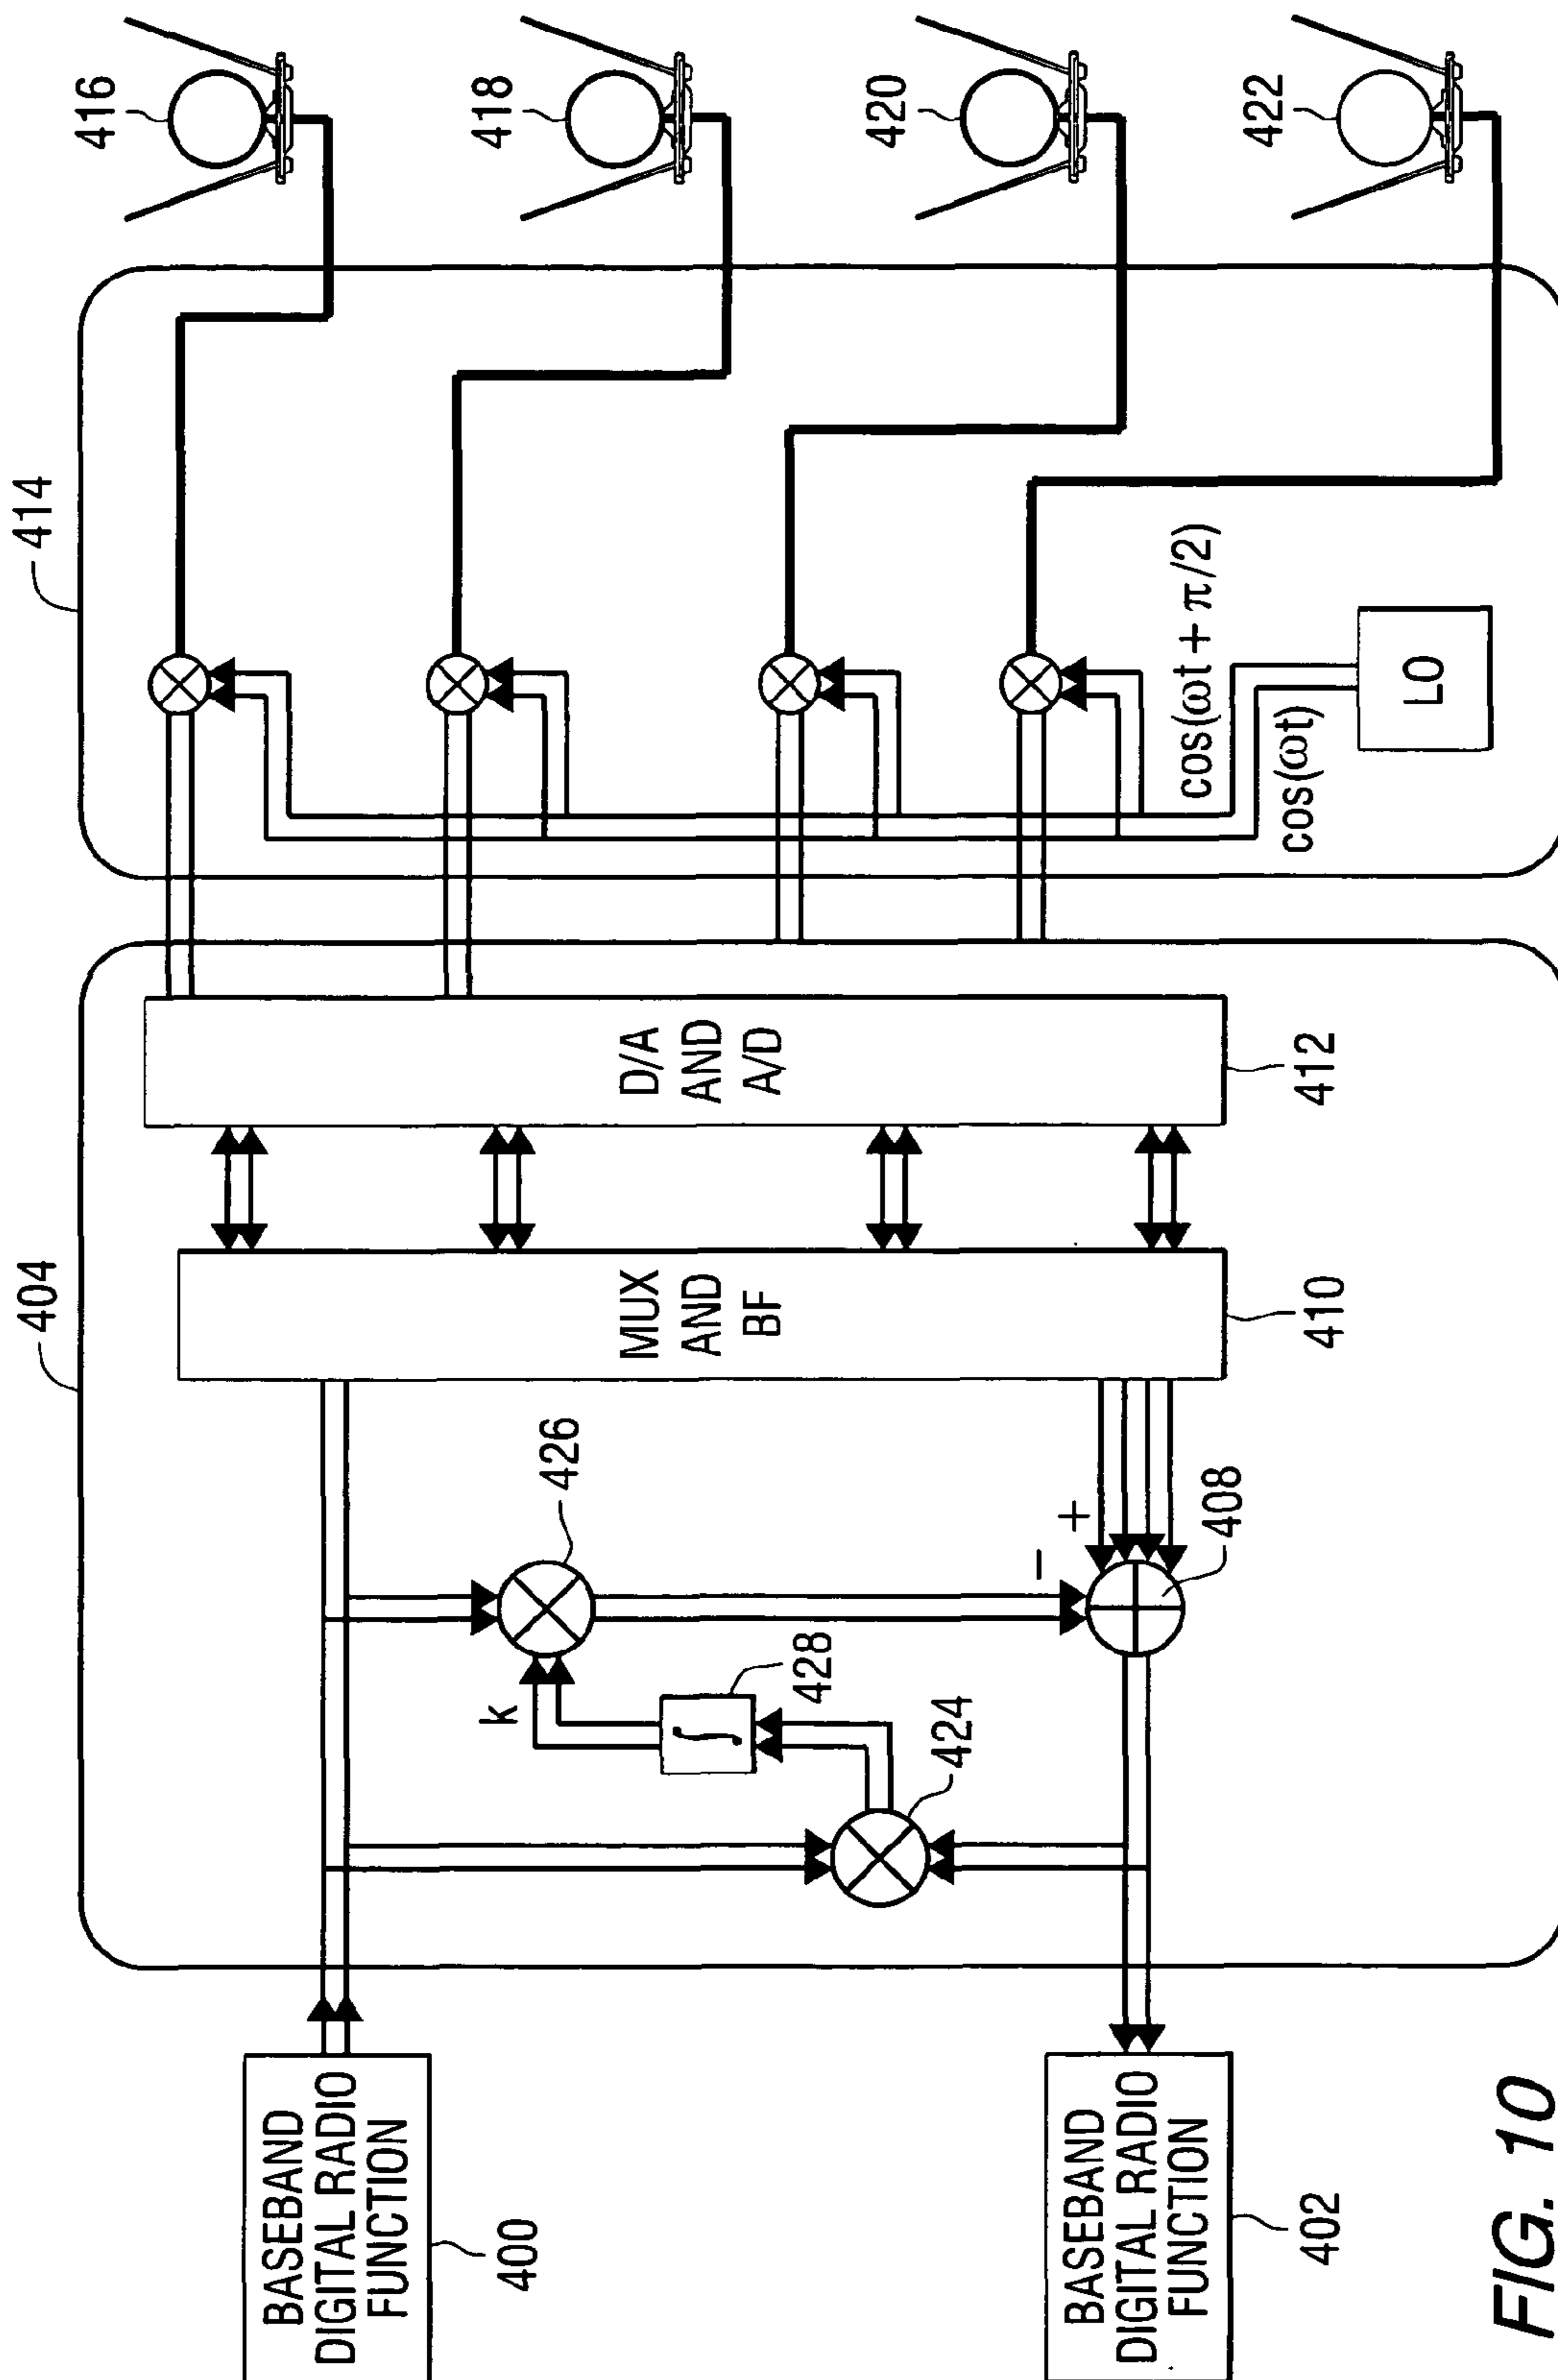 404
414
BASEBAND
DIGITAL RADIO
FUNCTION
400
BASEBAND
DIGITAL RADIO
FUNCTION
402
k
426
428
424
−
+
408
MUX
AND
BF
410
D/A
AND
A/D
412
cos(ωt + π/2)
cos(ωt)
LO
416
418
420
422
∫
FIG. 10